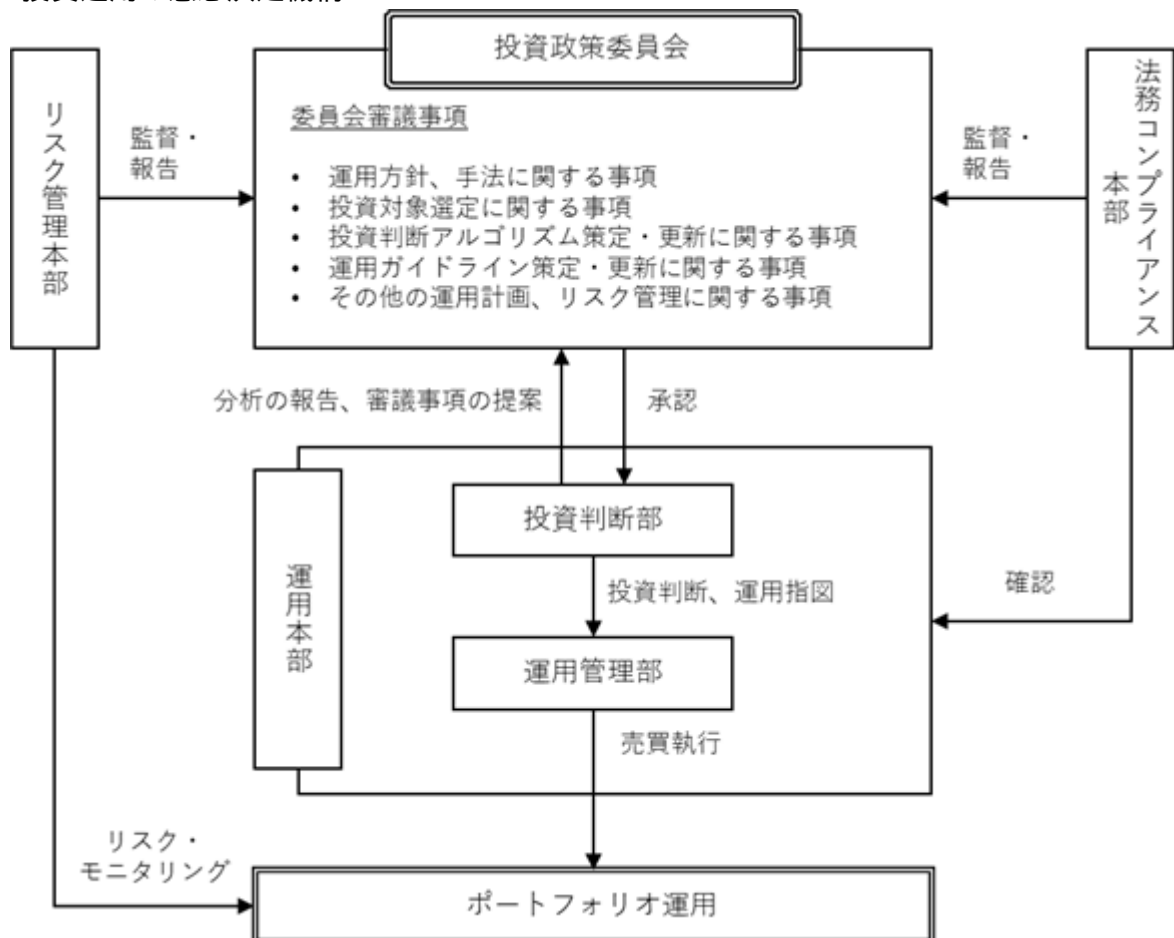 投資政策委員会
リスク管理本部
監督・
報告
委員会審議事項
• 運用方針、手法に関する事項
• 投資対象選定に関する事項
• 投資判断アルゴリズム策定・更新に関する事項
• 運用ガイドライン策定・更新に関する事項
• その他の運用計画、リスク管理に関する事項
監督・
報告
法務コンプライアンス
本部
分析の報告、審議事項の提案
承認
運用本部
投資判断部
投資判断、運用指図
確認
運用管理部
売買執行
リスク・
モニタリング
ポートフォリオ運用